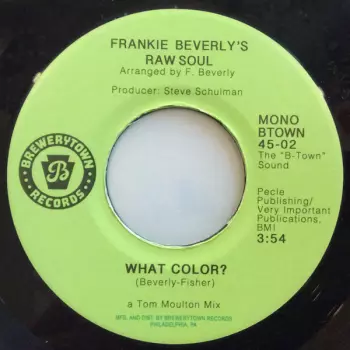 FRANKIE BEVERLY'S
RAW SOUL
Arranged by F. Beverly
Producer: Steve Schulman
MONO
BTOWN
45-02
The "B-Town"
Sound
BREWERYTOWN
B
RECORDS
Pecle
Publishing/
Very Important
Publications,
BMI
3:54
WHAT COLOR?
(Beverly-Fisher)
a Tom Moulton Mix
MFG. AND DIST. BY BREWERYTOWN RECORDS
PHILADELPHIA, PA